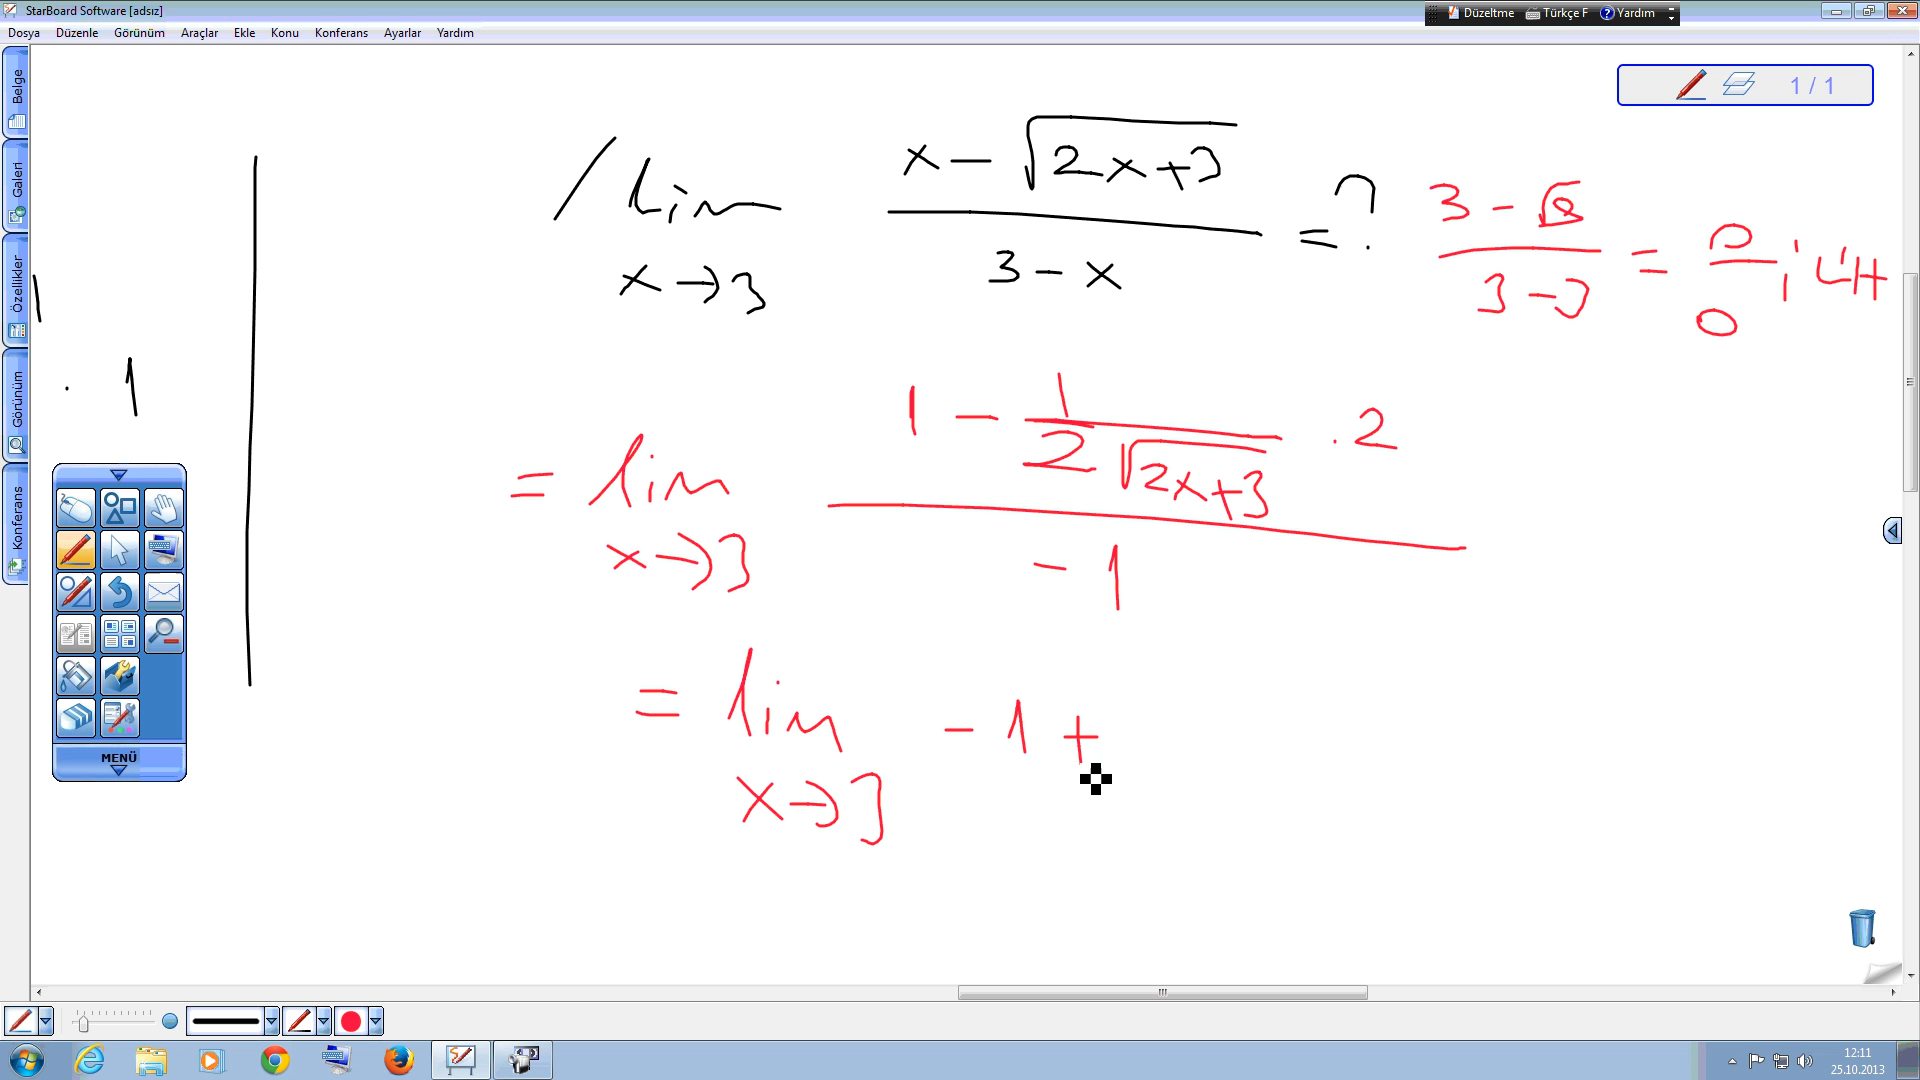 StarBoard Software [adsız]
Düzeltme Türkçe F Yardım
Dosya Düzenle Görünüm Araçlar Ekle Konu Konferans Ayarlar Yardım
Belge
Galeri
Özellikler
Görünüm
Konferans
1 / 1
lim x→3 (x - √(2x+3)) / (3 - x) = ?
(3 - √9) / (3 - 3) = 0/0 ; L'H
1
. 1
= lim x→3 (1 - 1/(2√(2x+3)) . 2) / (-1)
= lim x→3 - 1 +
MENÜ
12:11
25.10.2013